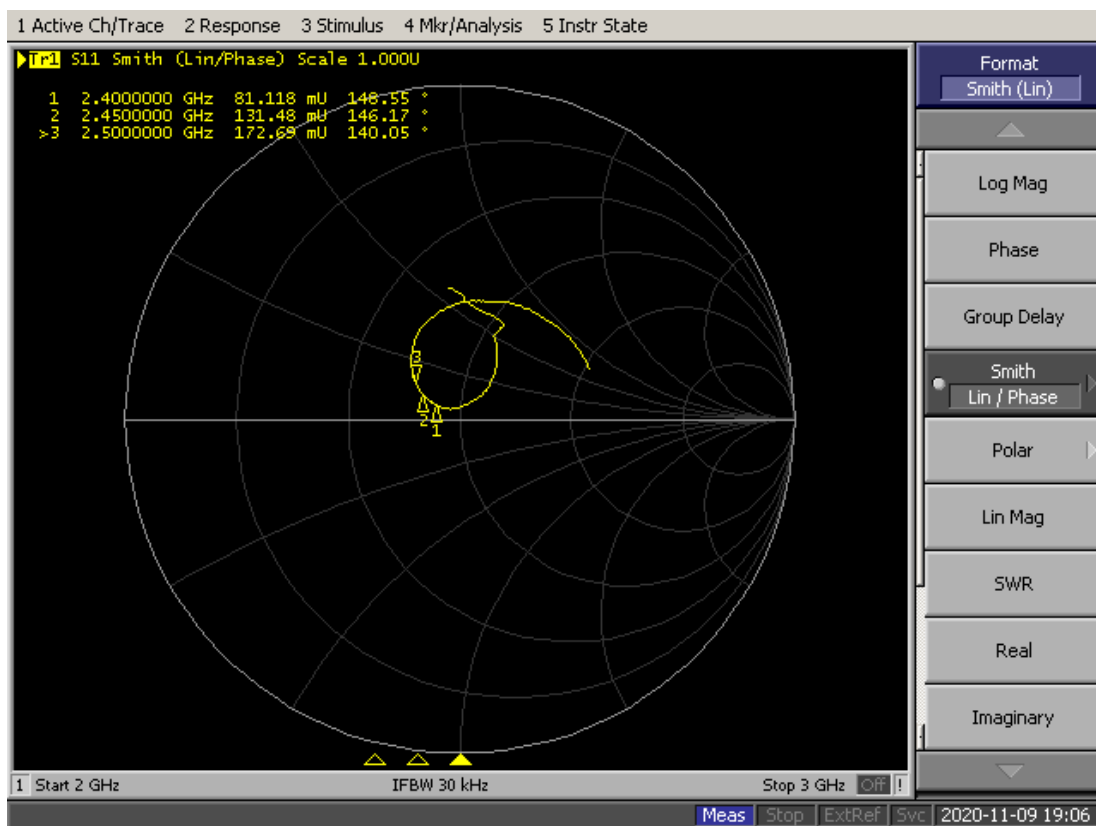 1 Active Ch/Trace 2 Response 3 Stimulus 4 Mkr/Analysis 5 Instr State
Tr1 S11 Smith (Lin/Phase) Scale 1.000U
1 2.4000000 GHz 81.118 mU 148.55 °
2 2.4500000 GHz 131.48 mU 146.17 °
>3 2.5000000 GHz 172.69 mU 140.05 °
3
2
1
1 Start 2 GHz IFBW 30 kHz Stop 3 GHz Off !
Format
Smith (Lin)
Log Mag
Phase
Group Delay
Smith
Lin / Phase
Polar
Lin Mag
SWR
Real
Imaginary
Meas Stop ExtRef Svc 2020-11-09 19:06